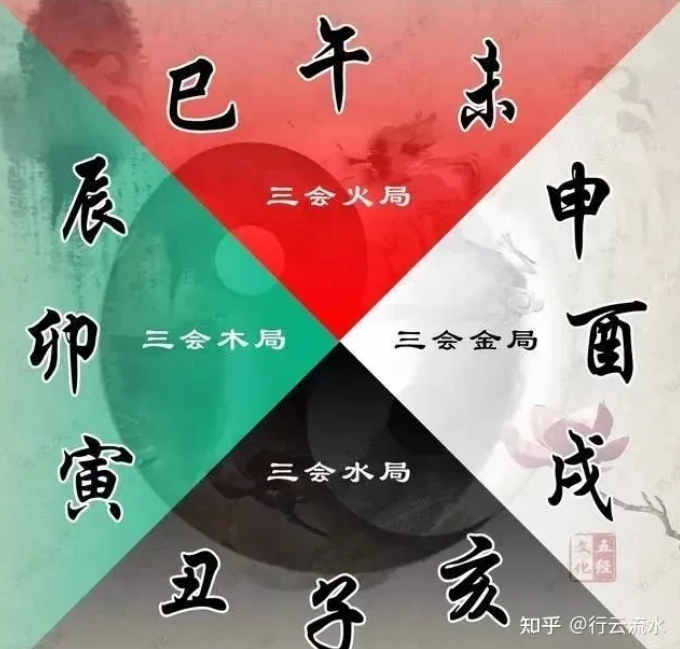 巳 午 未
辰 申
三会火局
卯 酉
三会木局 三会金局
寅 戌
三会水局
丑 子 亥
五经
文化
知乎 @行云流水